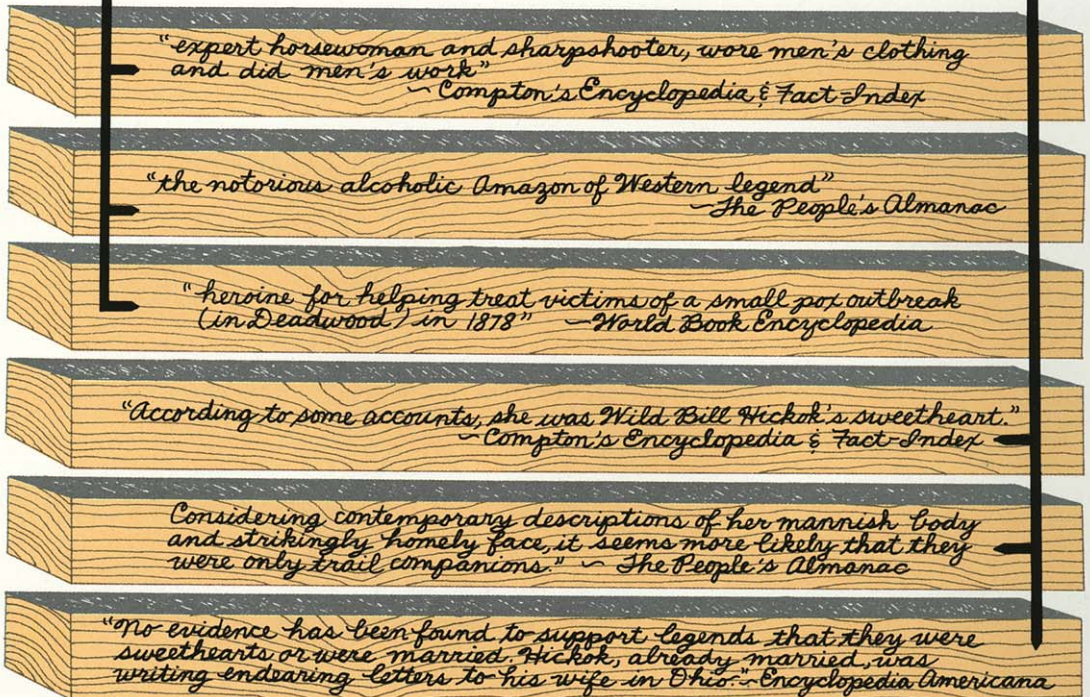 "expert horsewoman and sharpshooter, wore men's clothing
and did men's work"
~ Compton's Encyclopedia & Fact-Index
"the notorious alcoholic Amazon of Western legend"
~The People's Almanac
"heroine for helping treat victims of a small pox outbreak
(in Deadwood) in 1878" ~World Book Encyclopedia
"According to some accounts, she was Wild Bill Hickok's sweetheart."
~Compton's Encyclopedia & Fact-Index
Considering contemporary descriptions of her mannish body
and strikingly homely face, it seems more likely that they
were only trail companions." ~ The People's Almanac
"No evidence has been found to support legends that they were
sweethearts or were married. Hickok, already married, was
writing endearing letters to his wife in Ohio."~Encyclopedia Americana